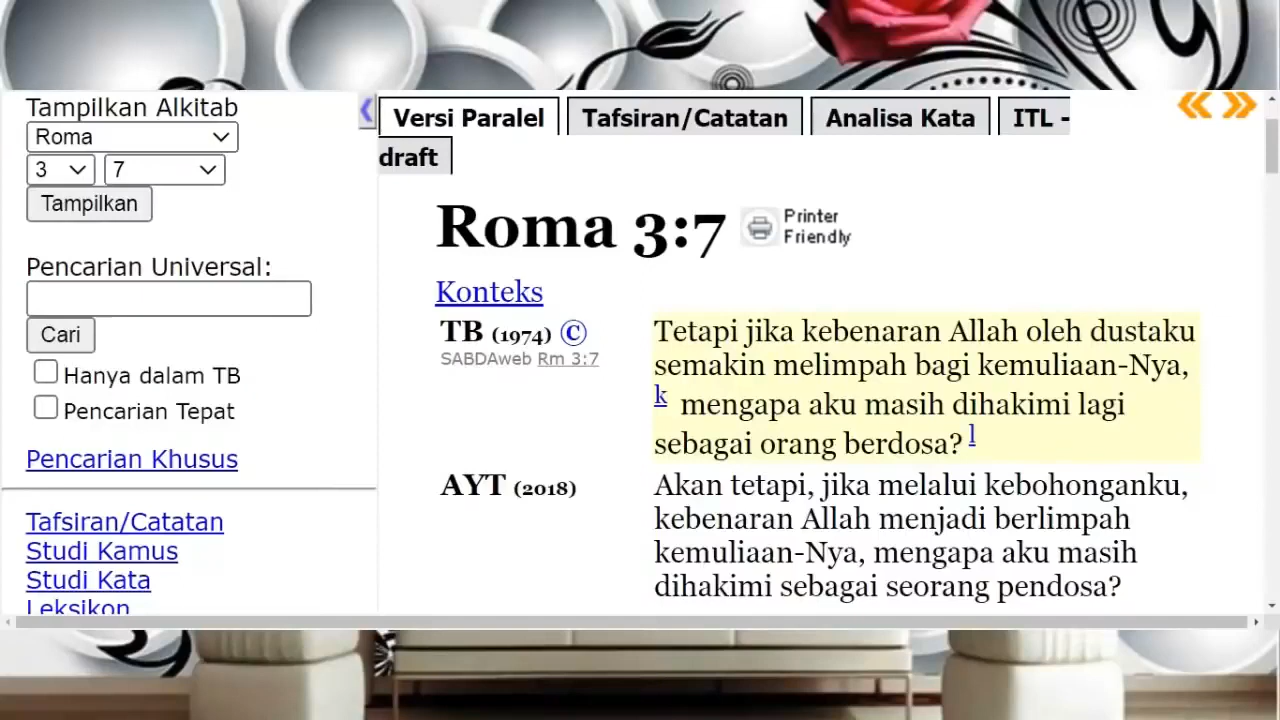 Tampilkan Alkitab
Roma
3 7
Tampilkan
Pencarian Universal:
Cari
Hanya dalam TB
Pencarian Tepat
Pencarian Khusus
Tafsiran/Catatan
Studi Kamus
Studi Kata
Leksikon
Versi Paralel Tafsiran/Catatan Analisa Kata ITL -
draft
Roma 3:7 Printer
Friendly
Konteks
TB (1974) © Tetapi jika kebenaran Allah oleh dustaku
SABDAweb Rm 3:7 semakin melimpah bagi kemuliaan-Nya,
k mengapa aku masih dihakimi lagi
sebagai orang berdosa? l
AYT (2018) Akan tetapi, jika melalui kebohonganku,
kebenaran Allah menjadi berlimpah
kemuliaan-Nya, mengapa aku masih
dihakimi sebagai seorang pendosa?